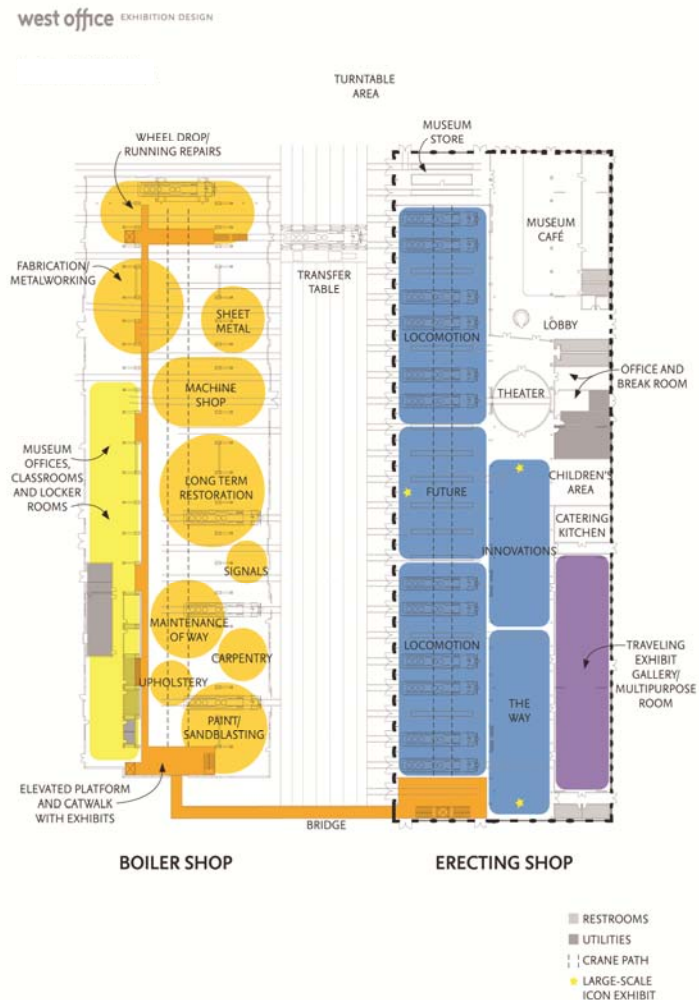 west office EXHIBITION DESIGN
TURNTABLE
AREA
MUSEUM
STORE
WHEEL DROP/
RUNNING REPAIRS
MUSEUM
CAFÉ
FABRICATION/
METALWORKING
TRANSFER
TABLE
SHEET
METAL
LOBBY
LOCOMOTION
OFFICE AND
BREAK ROOM
MACHINE
SHOP
THEATER
MUSEUM
OFFICES,
CLASSROOMS
AND LOCKER
ROOMS
LONG TERM
RESTORATION
FUTURE
CHILDREN'S
AREA
CATERING
KITCHEN
INNOVATIONS
SIGNALS
MAINTENANCE
OF WAY
LOCOMOTION
CARPENTRY
TRAVELING
EXHIBIT
GALLERY/
MULTIPURPOSE
ROOM
UPHOLSTERY
THE
WAY
PAINT/
SANDBLASTING
ELEVATED PLATFORM
AND CATWALK
WITH EXHIBITS
BRIDGE
BOILER SHOP
ERECTING SHOP
RESTROOMS
UTILITIES
CRANE PATH
LARGE-SCALE
ICON EXHIBIT